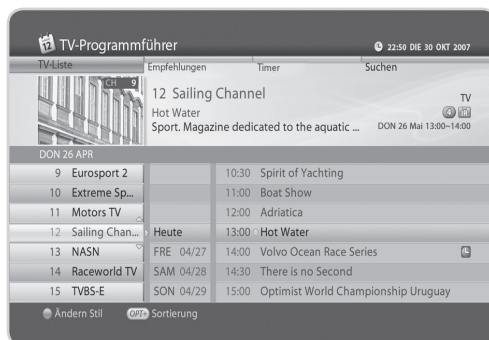 12 TV-Programmführer 22:50 DIE 30 OKT 2007
TV-Liste Empfehlungen Timer Suchen
CH 9
12 Sailing Channel TV
Hot Water
Sport. Magazine dedicated to the aquatic ... DON 26 Mai 13:00~14:00
DON 26 APR
9 Eurosport 2 10:30 Spirit of Yachting
10 Extreme Sp... 11:00 Boat Show
11 Motors TV 12:00 Adriatica
12 Sailing Chan... Heute 13:00 Hot Water
13 NASN FRE 04/27 14:00 Volvo Ocean Race Series
14 Raceworld TV SAM 04/28 14:30 There is no Second
15 TVBS-E SON 04/29 15:00 Optimist World Championship Uruguay
Ändern Stil OPT+ Sortierung